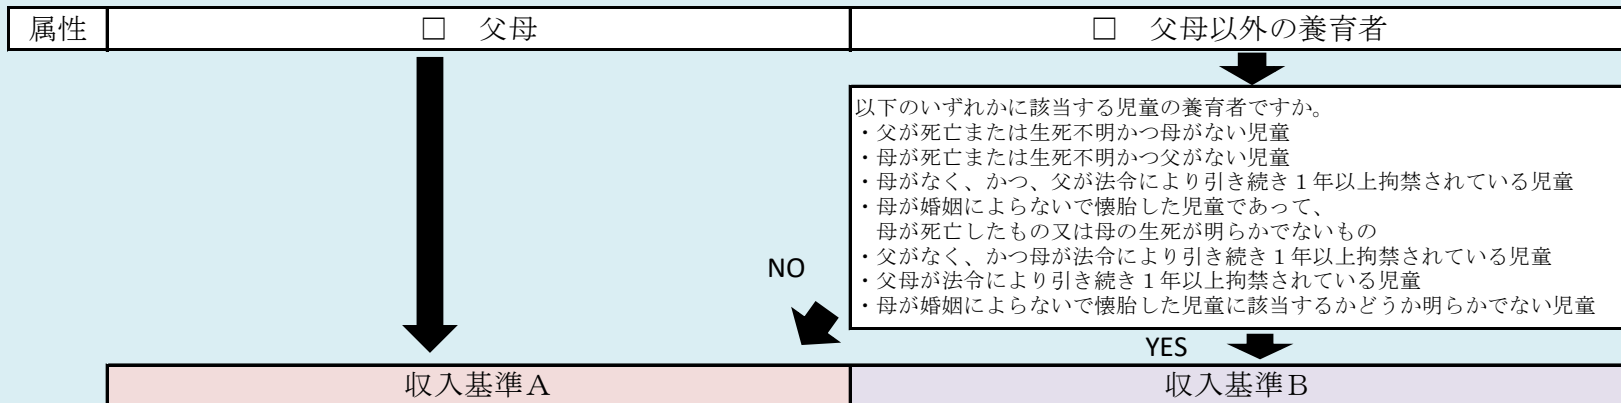 属性
□ 父母
□ 父母以外の養育者
以下のいずれかに該当する児童の養育者ですか。
・父が死亡または生死不明かつ母がない児童
・母が死亡または生死不明かつ父がない児童
・母がなく、かつ、父が法令により引き続き１年以上拘禁されている児童
・母が婚姻によらないで懐胎した児童であって、
母が死亡したもの又は母の生死が明らかでないもの
・父がなく、かつ母が法令により引き続き１年以上拘禁されている児童
・父母が法令により引き続き１年以上拘禁されている児童
・母が婚姻によらないで懐胎した児童に該当するかどうか明らかでない児童
NO
YES
収入基準Ａ
収入基準Ｂ